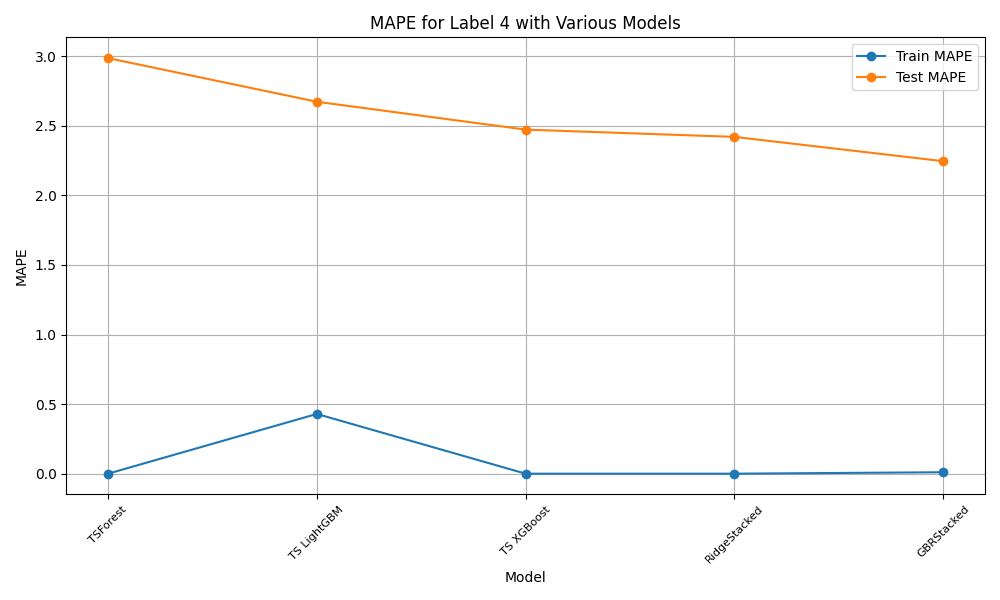 MAPE for Label 4 with Various Models
Train MAPE
Test MAPE
MAPE
3.0
2.5
2.0
1.5
1.0
0.5
0.0
TSForest
TS LightGBM
TS XGBoost
RidgeStacked
GBRStacked
Model